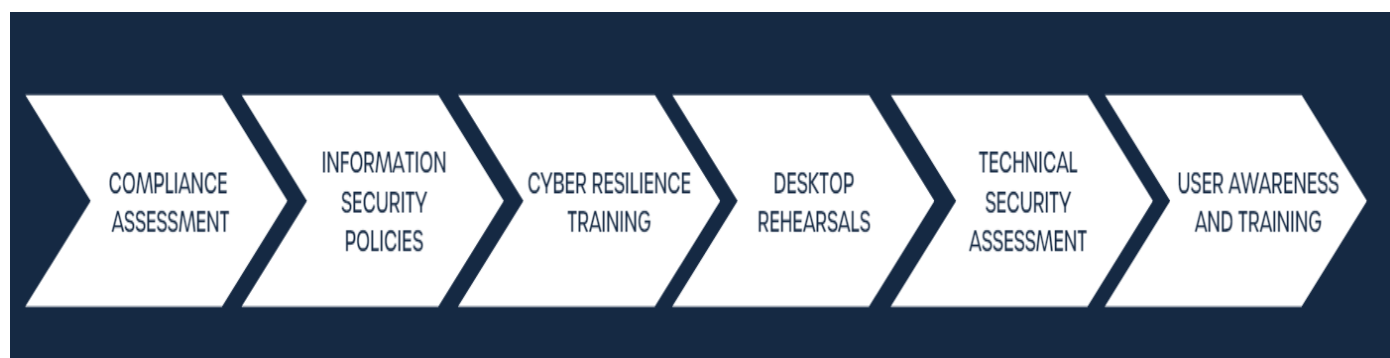 COMPLIANCE
ASSESSMENT
INFORMATION
SECURITY
POLICIES
CYBER RESILIENCE
TRAINING
DESKTOP
REHEARSALS
TECHNICAL
SECURITY
ASSESSMENT
USER AWARENESS
AND TRAINING